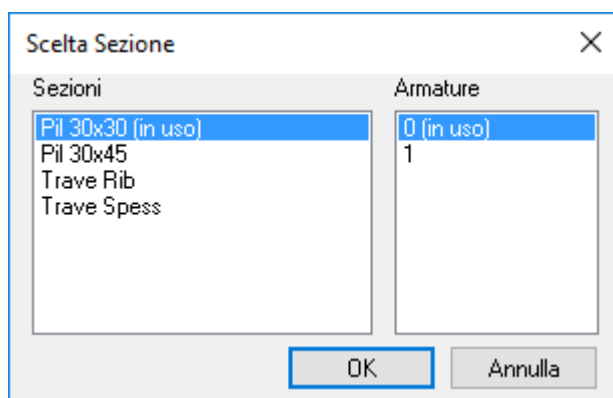 Scelta Sezione
Sezioni
Armature
Pil 30x30 (in uso)
Pil 30x45
Trave Rib
Trave Spess
0 (in uso)
1
OK
Annulla